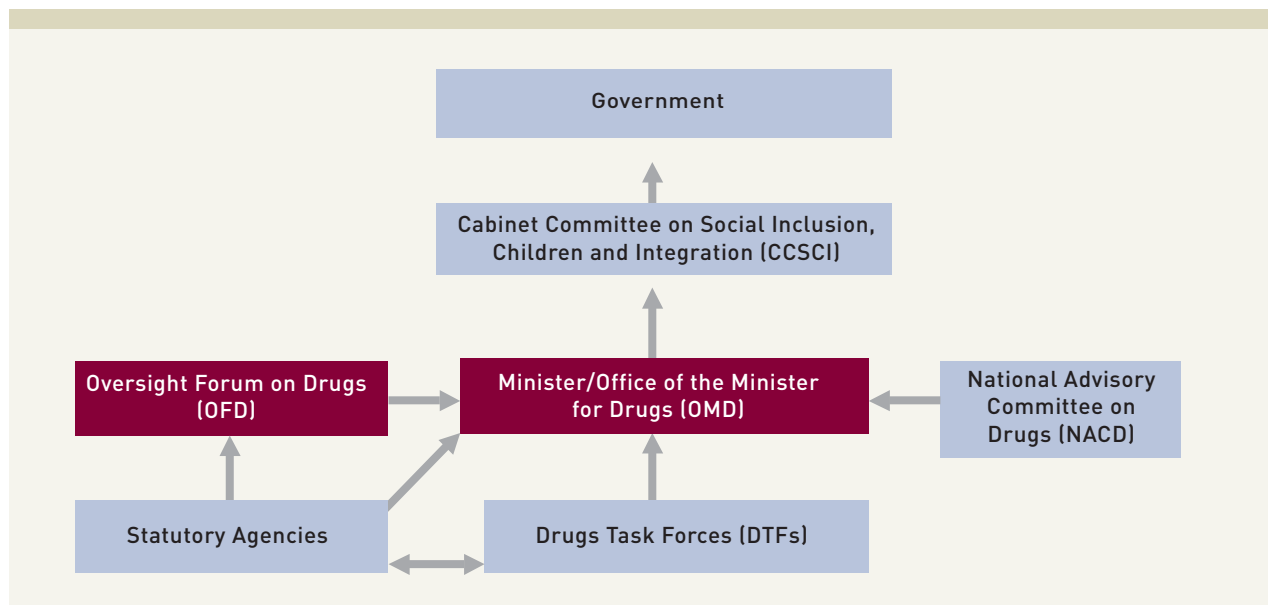 Government
Cabinet Committee on Social Inclusion,
Children and Integration (CCSCI)
Oversight Forum on Drugs
(OFD)
Minister/Office of the Minister
for Drugs (OMD)
National Advisory
Committee on
Drugs (NACD)
Statutory Agencies
Drugs Task Forces (DTFs)